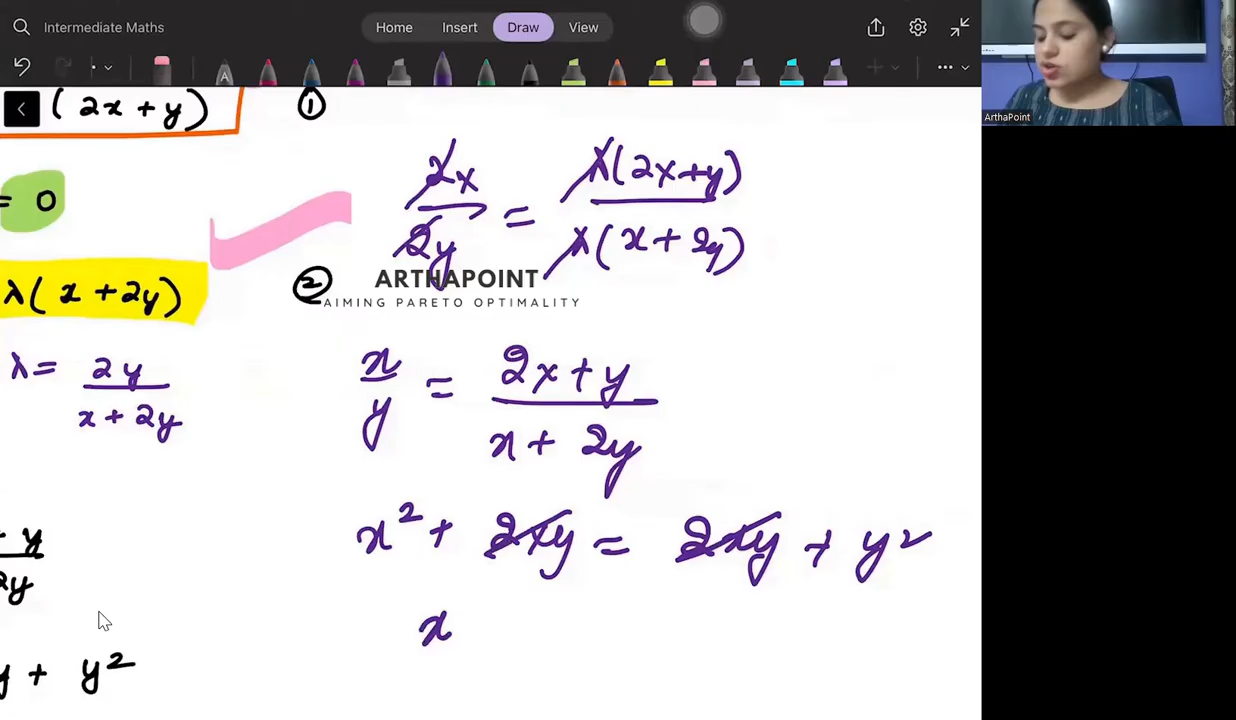 Intermediate Maths
Home Insert Draw View
ArthaPoint
(2x + y)
①
= 0
2x/2y = λ(2x+y)/λ(x+2y)
②
ARTHAPOINT
AIMING PARETO OPTIMALITY
λ( x + 2y)
λ = 2y/x + 2y
x/y = 2x + y/x + 2y
x² + 2xy = 2xy + y²
x
+ y
2y
y + y²